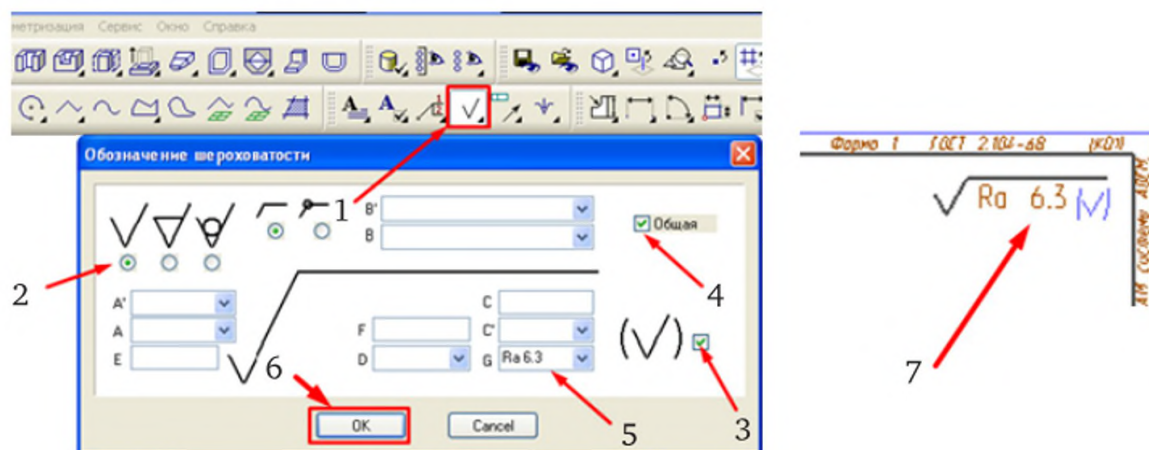 метризация Сервис Окно Справка
Обозначение шероховатости
1
B'
B
Общая
2
4
A'
A
E
F
D
C
C'
G Ra 6.3
(√)
6
OK
Cancel
5
3
Форма 1 ГОСТ 2.104-68
Ra 6.3 (√)
7